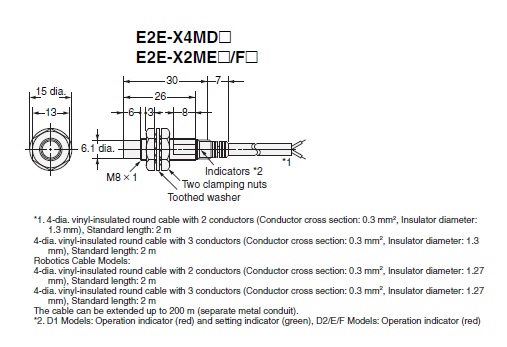 E2E-X4MD□
E2E-X2ME□/F□
30
7
15 dia.
26
13
6
3
8
6.1 dia.
*1
Indicators *2
M8 × 1
Two clamping nuts
Toothed washer
*1. 4-dia. vinyl-insulated round cable with 2 conductors (Conductor cross section: 0.3 mm², Insulator diameter:
1.3 mm), Standard length: 2 m
4-dia. vinyl-insulated round cable with 3 conductors (Conductor cross section: 0.3 mm², Insulator diameter: 1.3
mm), Standard length: 2 m
Robotics Cable Models:
4-dia. vinyl-insulated round cable with 2 conductors (Conductor cross section: 0.3 mm², Insulator diameter: 1.27
mm), Standard length: 2 m
4-dia. vinyl-insulated round cable with 3 conductors (Conductor cross section: 0.3 mm², Insulator diameter: 1.27
mm), Standard length: 2 m
The cable can be extended up to 200 m (separate metal conduit).
*2. D1 Models: Operation indicator (red) and setting indicator (green), D2/E/F Models: Operation indicator (red)